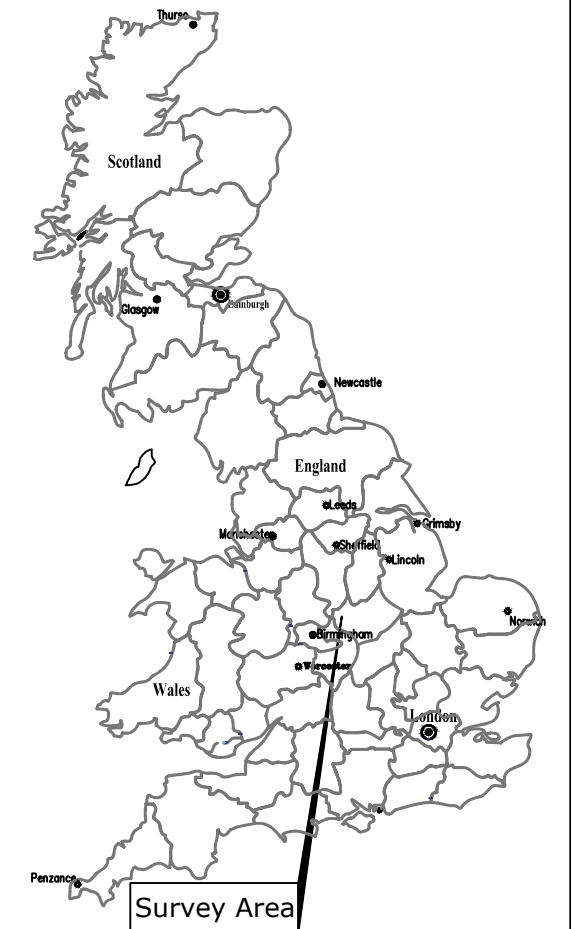 Thurso
Scotland
Edinburgh
Glasgow
Newcastle
England
Leeds
Grimsby
Manchester
Sheffield
Lincoln
Norwich
Birmingham
Worcester
Wales
London
Penzance
Survey Area